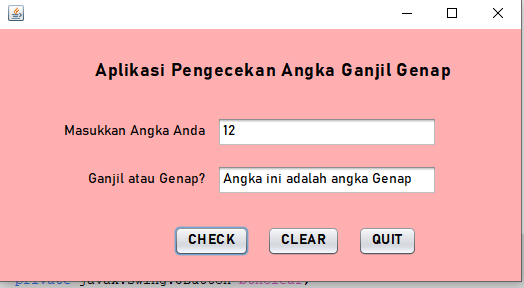 Aplikasi Pengecekan Angka Ganjil Genap
Masukkan Angka Anda 12
Ganjil atau Genap? Angka ini adalah angka Genap
CHECK CLEAR QUIT
private javax.swing.JButton btnClear;